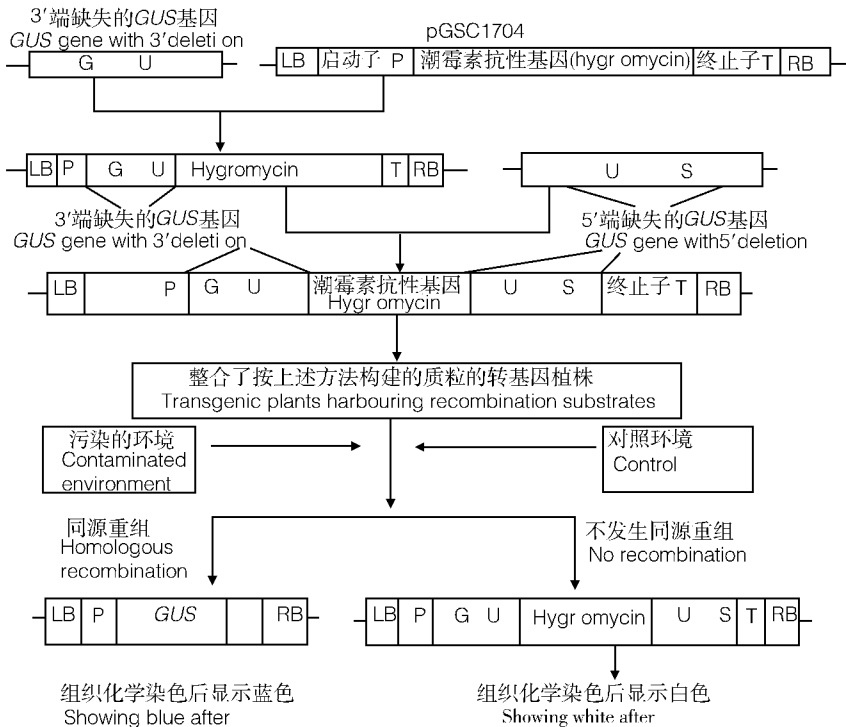 3′端缺失的GUS基因
GUS gene with 3′deleti on
pGSC1704
G U
LB 启动子 P 潮霉素抗性基因(hygr omycin) 终止子T RB
LB P G U Hygromycin T RB
U S
3′端缺失的GUS基因
GUS gene with 3′deleti on
5′端缺失的GUS基因
GUS gene with5′deletion
LB P G U 潮霉素抗性基因 U S 终止子T RB
Hygr omycin
整合了按上述方法构建的质粒的转基因植株
Transgenic plants harbouring recombination substrates
污染的环境
Contaminated
environment
对照环境
Control
同源重组
Homologous
recombination
不发生同源重组
No recombination
LB P GUS RB
LB P G U Hygr omycin U S T RB
组织化学染色后显示蓝色
Showing blue after
组织化学染色后显示白色
Showing white after